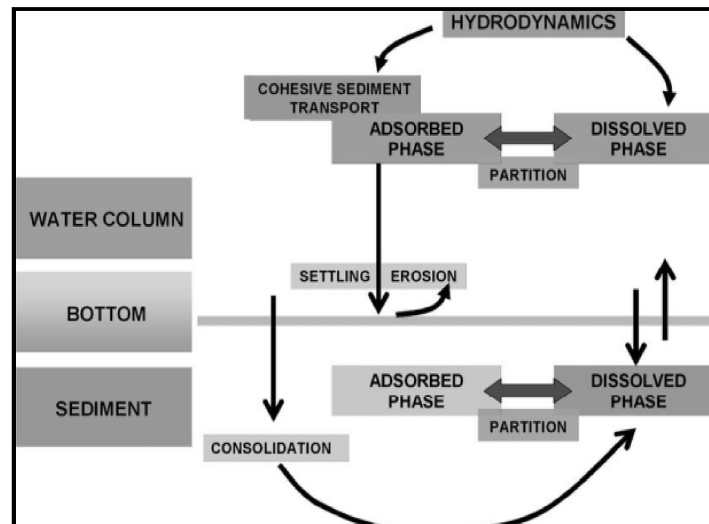 HYDRODYNAMICS
COHESIVE SEDIMENT
TRANSPORT
ADSORBED
PHASE
DISSOLVED
PHASE
PARTITION
WATER COLUMN
SETTLING
EROSION
BOTTOM
ADSORBED
PHASE
DISSOLVED
PHASE
SEDIMENT
PARTITION
CONSOLIDATION